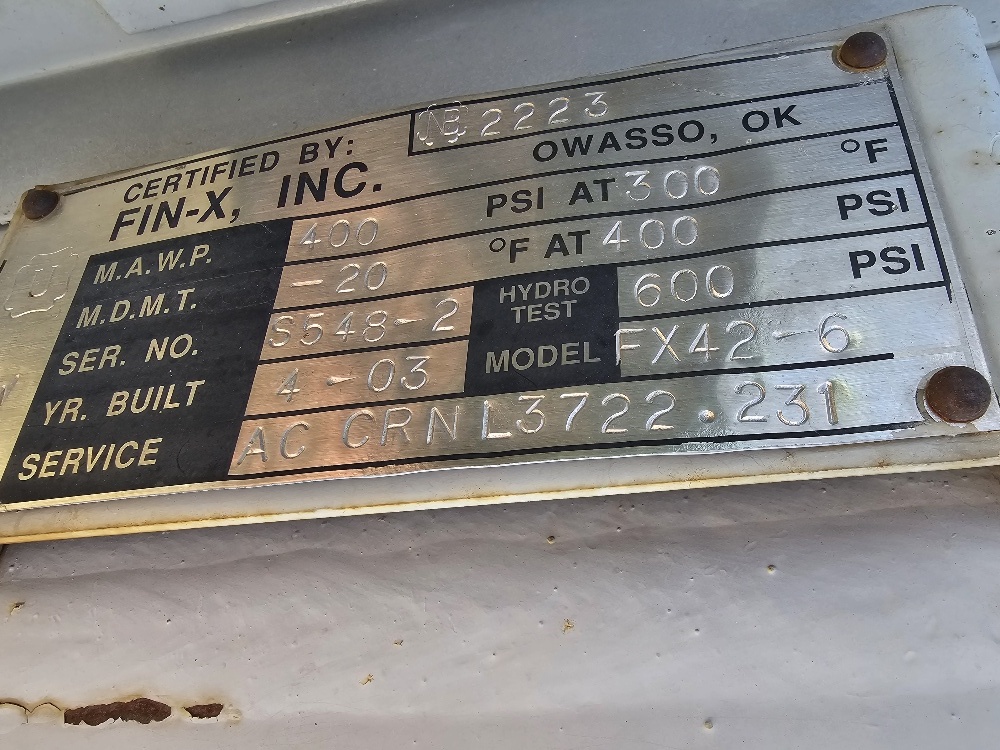 CERTIFIED BY: NB 2223
FIN-X, INC. OWASSO, OK
M.A.W.P. 400 PSI AT 300 °F
M.D.M.T. -20 °F AT 400 PSI
SER. NO. S548-2 HYDRO TEST 600 PSI
YR. BUILT 4-03 MODEL FX42-6
SERVICE AC CRN L3722.231
U